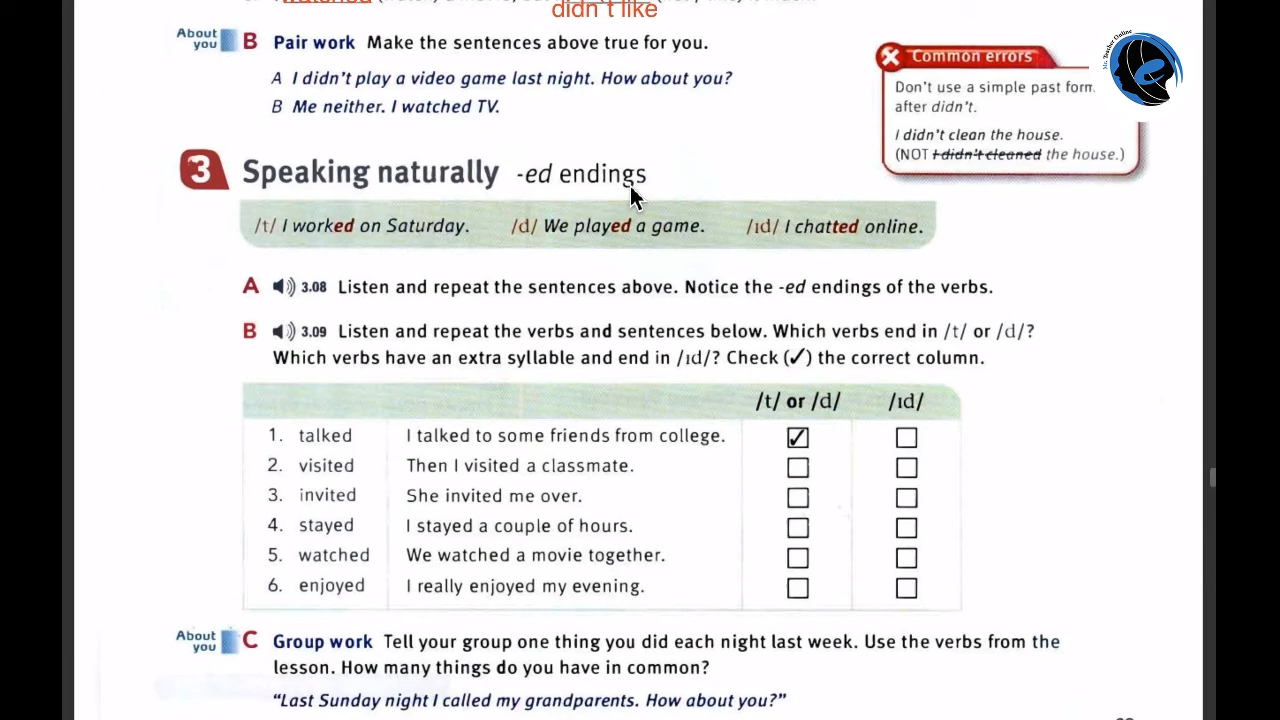 watched
didn't like
About you B Pair work Make the sentences above true for you.
A I didn't play a video game last night. How about you?
B Me neither. I watched TV.
Common errors
Don't use a simple past form
after didn't.
I didn't clean the house.
(NOT I didn't cleaned the house.)
3 Speaking naturally -ed endings
/t/ I worked on Saturday. /d/ We played a game. /ɪd/ I chatted online.
A 3.08 Listen and repeat the sentences above. Notice the -ed endings of the verbs.
B 3.09 Listen and repeat the verbs and sentences below. Which verbs end in /t/ or /d/?
Which verbs have an extra syllable and end in /ɪd/? Check (✓) the correct column.
/t/ or /d/ /ɪd/
1. talked I talked to some friends from college. ✓
2. visited Then I visited a classmate.
3. invited She invited me over.
4. stayed I stayed a couple of hours.
5. watched We watched a movie together.
6. enjoyed I really enjoyed my evening.
About you C Group work Tell your group one thing you did each night last week. Use the verbs from the
lesson. How many things do you have in common?
"Last Sunday night I called my grandparents. How about you?"